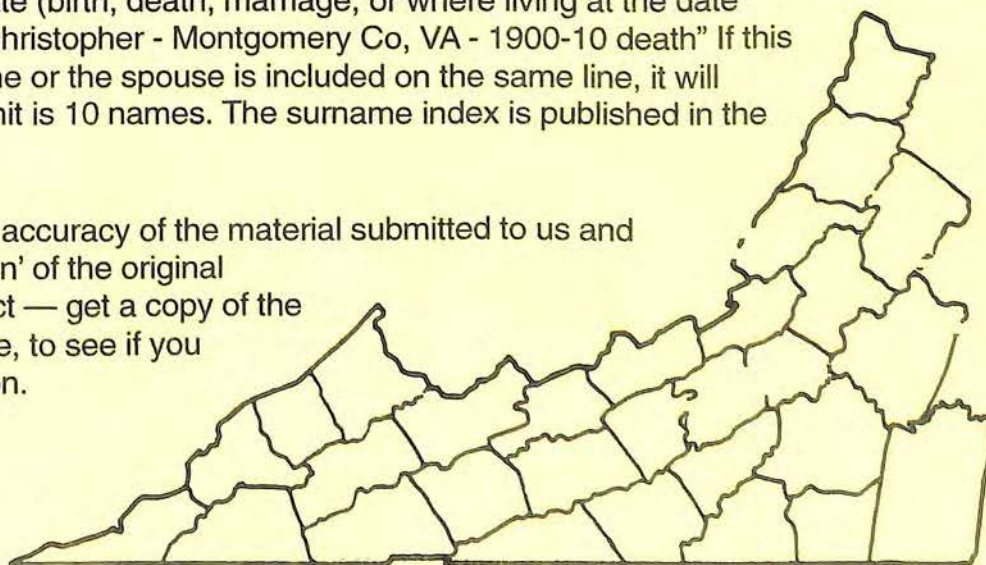 te (birth, death, marriage, or where living at the date
hristopher - Montgomery Co, VA - 1900-10 death” If this
e or the spouse is included on the same line, it will
it is 10 names. The surname index is published in the
accuracy of the material submitted to us and
n’ of the original
ct — get a copy of the
e, to see if you
n.